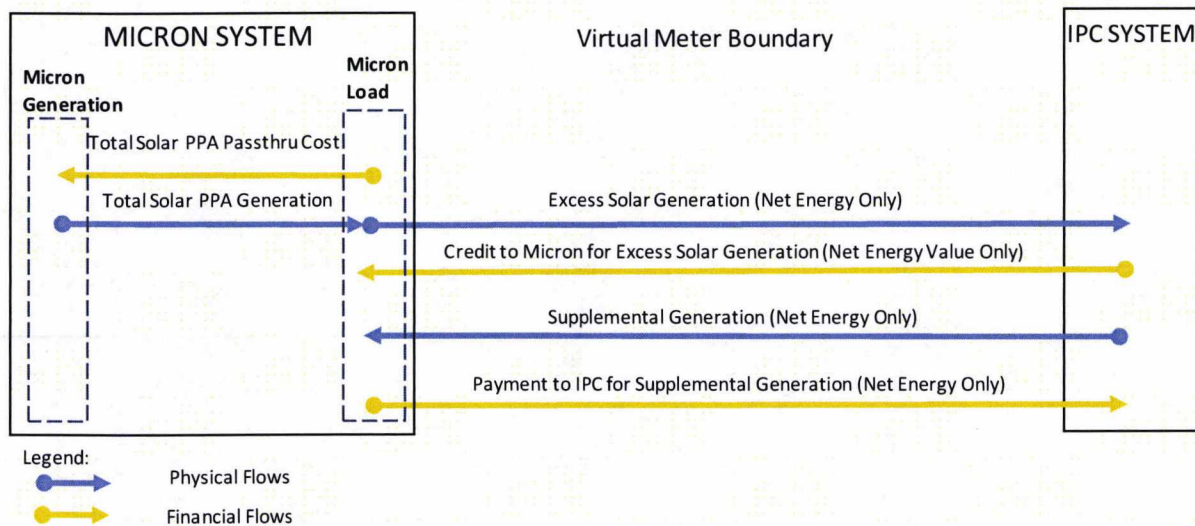 MICRON SYSTEM
Virtual Meter Boundary
IPC SYSTEM
Micron
Generation
Micron
Load
Total Solar PPA Passthru Cost
Total Solar PPA Generation
Excess Solar Generation (Net Energy Only)
Credit to Micron for Excess Solar Generation (Net Energy Value Only)
Supplemental Generation (Net Energy Only)
Payment to IPC for Supplemental Generation (Net Energy Only)
Legend:
Physical Flows
Financial Flows